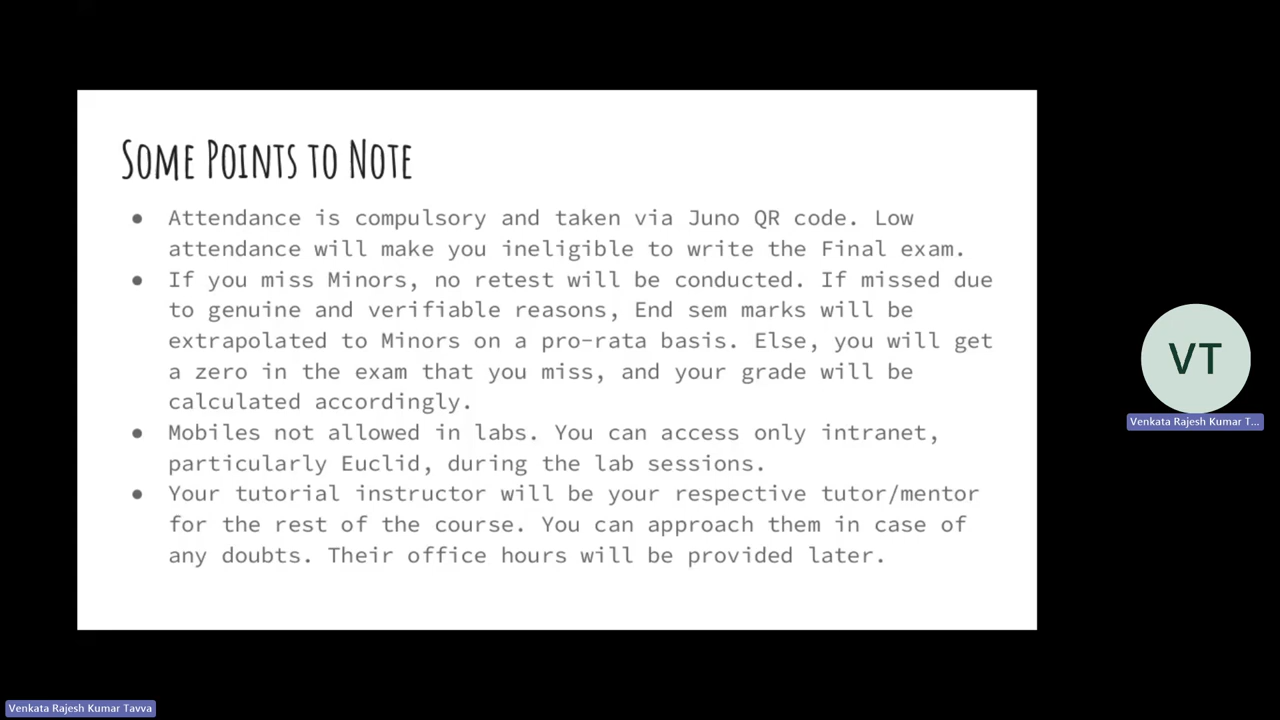 Some Points to Note
● Attendance is compulsory and taken via Juno QR code. Low
attendance will make you ineligible to write the Final exam.
● If you miss Minors, no retest will be conducted. If missed due
to genuine and verifiable reasons, End sem marks will be
extrapolated to Minors on a pro-rata basis. Else, you will get
a zero in the exam that you miss, and your grade will be
calculated accordingly.
● Mobiles not allowed in labs. You can access only intranet,
particularly Euclid, during the lab sessions.
● Your tutorial instructor will be your respective tutor/mentor
for the rest of the course. You can approach them in case of
any doubts. Their office hours will be provided later.
VT
Venkata Rajesh Kumar T...
Venkata Rajesh Kumar Tavva